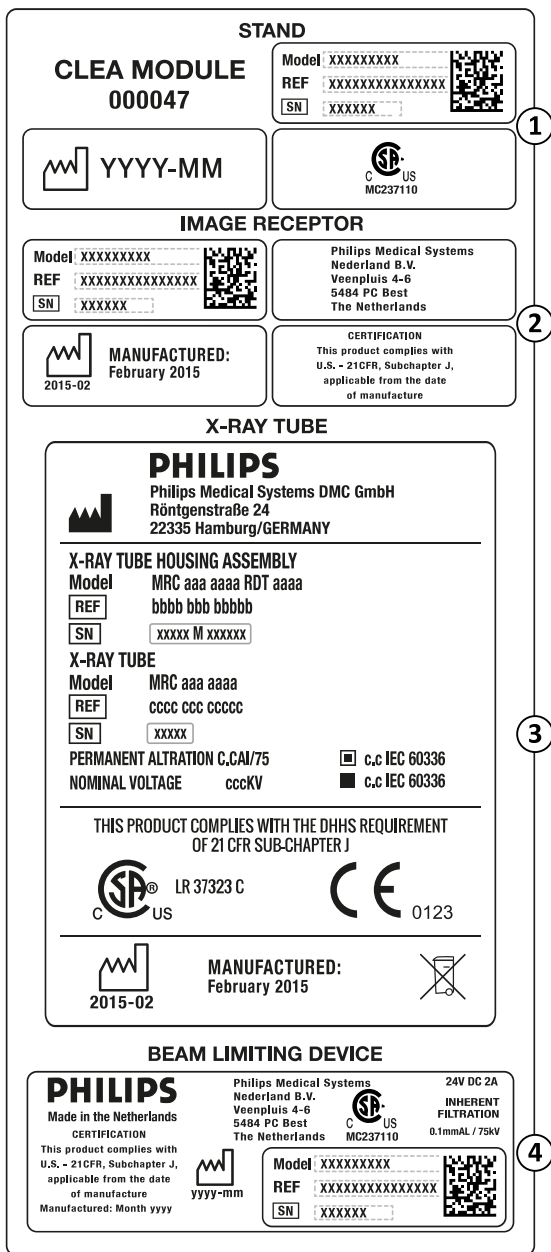 STAND
CLEA MODULE
000047
Model XXXXXXXXX
REF XXXXXXXXXXXXXXX
SN XXXXXX
1
YYYY-MM
CSA
C US
MC237110
IMAGE RECEPTOR
Model XXXXXXXXX
REF XXXXXXXXXXXXXXX
SN XXXXXX
Philips Medical Systems
Nederland B.V.
Veenpluis 4-6
5484 PC Best
The Netherlands
2
2015-02
MANUFACTURED:
February 2015
CERTIFICATION
This product complies with
U.S. - 21CFR, Subchapter J,
applicable from the date
of manufacture
X-RAY TUBE
PHILIPS
Philips Medical Systems DMC GmbH
Röntgenstraße 24
22335 Hamburg/GERMANY
X-RAY TUBE HOUSING ASSEMBLY
Model MRC aaa aaaa RDT aaaa
REF bbbb bbb bbbbb
SN xxxxx M xxxxxx
X-RAY TUBE
Model MRC aaa aaaa
REF cccc ccc ccccc
SN xxxxx
3
PERMANENT ALTRATION C.CAI/75 c.c IEC 60336
NOMINAL VOLTAGE cccKV c.c IEC 60336
THIS PRODUCT COMPLIES WITH THE DHHS REQUIREMENT
OF 21 CFR SUB-CHAPTER J
CSA ® LR 37323 C
C US
CE 0123
2015-02
MANUFACTURED:
February 2015
BEAM LIMITING DEVICE
PHILIPS
Made in the Netherlands
CERTIFICATION
This product complies with
U.S. - 21CFR, Subchapter J,
applicable from the date
of manufacture
Manufactured: Month yyyy
Philips Medical Systems
Nederland B.V.
Veenpluis 4-6
5484 PC Best
The Netherlands
CSA
C US
MC237110
24V DC 2A
INHERENT
FILTRATION
0.1mmAL / 75kV
yyyy-mm
Model XXXXXXXXX
REF XXXXXXXXXXXXXXX
SN XXXXXX
4